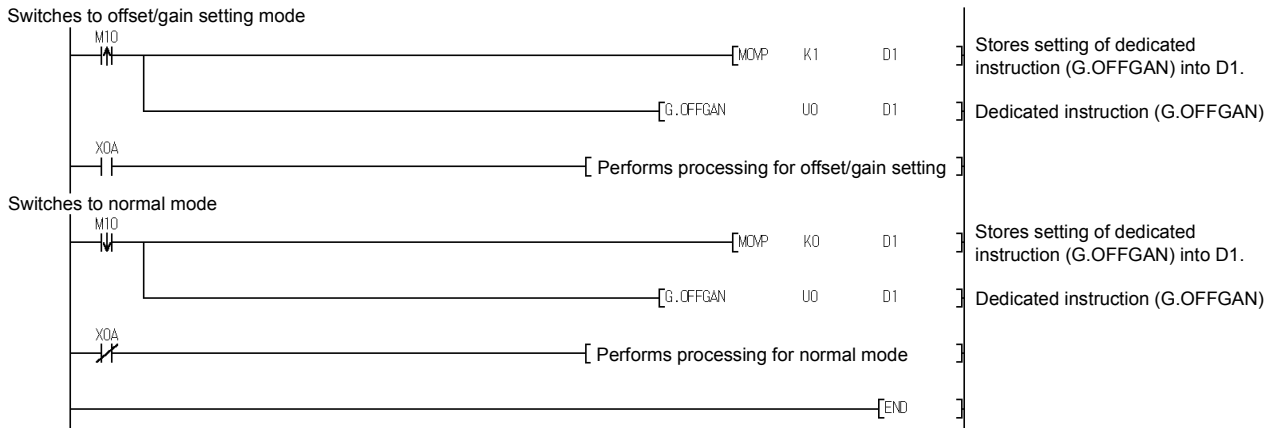 Switches to offset/gain setting mode
M10
MOVP K1 D1
Stores setting of dedicated
instruction (G.OFFGAN) into D1.
G.OFFGAN U0 D1
Dedicated instruction (G.OFFGAN)
X0A
Performs processing for offset/gain setting
Switches to normal mode
M10
MOVP K0 D1
Stores setting of dedicated
instruction (G.OFFGAN) into D1.
G.OFFGAN U0 D1
Dedicated instruction (G.OFFGAN)
X0A
Performs processing for normal mode
END